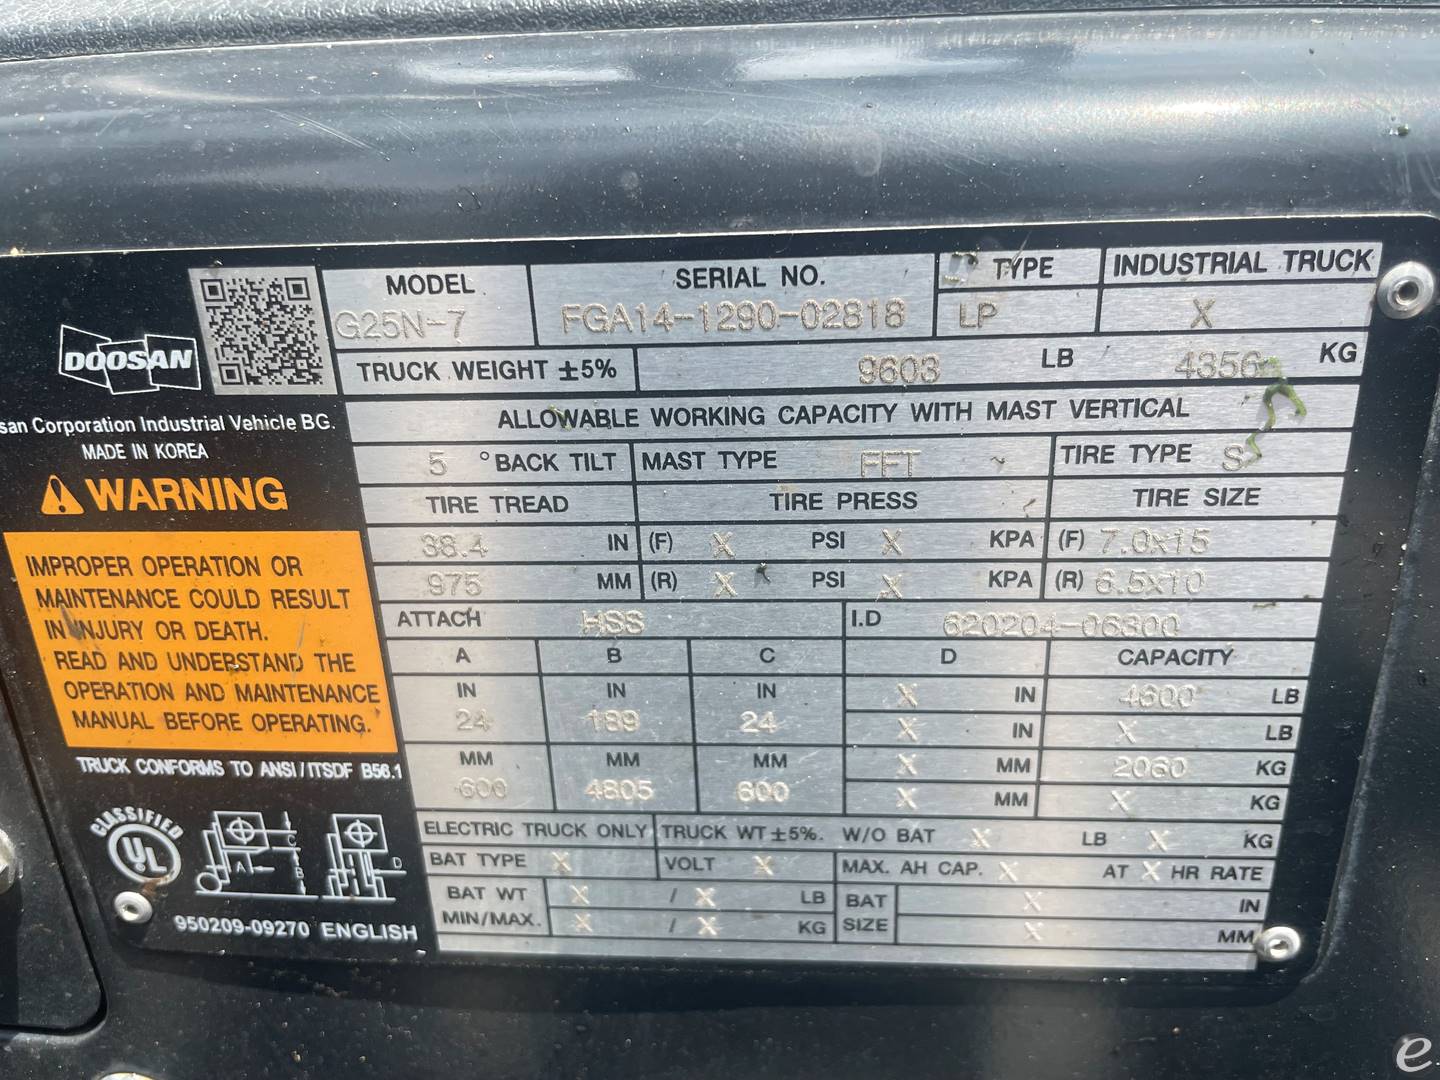 MODEL
G25N-7
SERIAL NO.
FGA14-1290-02818
TYPE
LP
INDUSTRIAL TRUCK
X
TRUCK WEIGHT ±5% 9603 LB 4356 KG
ALLOWABLE WORKING CAPACITY WITH MAST VERTICAL
5 °BACK TILT MAST TYPE FFT TIRE TYPE S
TIRE TREAD TIRE PRESS TIRE SIZE
38.4 IN (F) X PSI X KPA (F) 7.0x15
975 MM (R) X PSI X KPA (R) 6.5x10
ATTACH HSS I.D 620204-06300
A B C D CAPACITY
IN IN IN X IN 4600 LB
24 189 24 X IN X LB
MM MM MM X MM 2060 KG
600 4805 600 X MM X KG
ELECTRIC TRUCK ONLY TRUCK WT ±5%. W/O BAT X LB X KG
BAT TYPE X VOLT X MAX. AH CAP. X AT X HR RATE
BAT WT X / X LB BAT X IN
MIN/MAX. X / X KG SIZE X MM
DOOSAN
san Corporation Industrial Vehicle BG.
MADE IN KOREA
WARNING
IMPROPER OPERATION OR
MAINTENANCE COULD RESULT
IN INJURY OR DEATH.
READ AND UNDERSTAND THE
OPERATION AND MAINTENANCE
MANUAL BEFORE OPERATING.
TRUCK CONFORMS TO ANSI/ITSDF B56.1
CLASSIFIED
UL
A C B D
950209-09270 ENGLISH
e